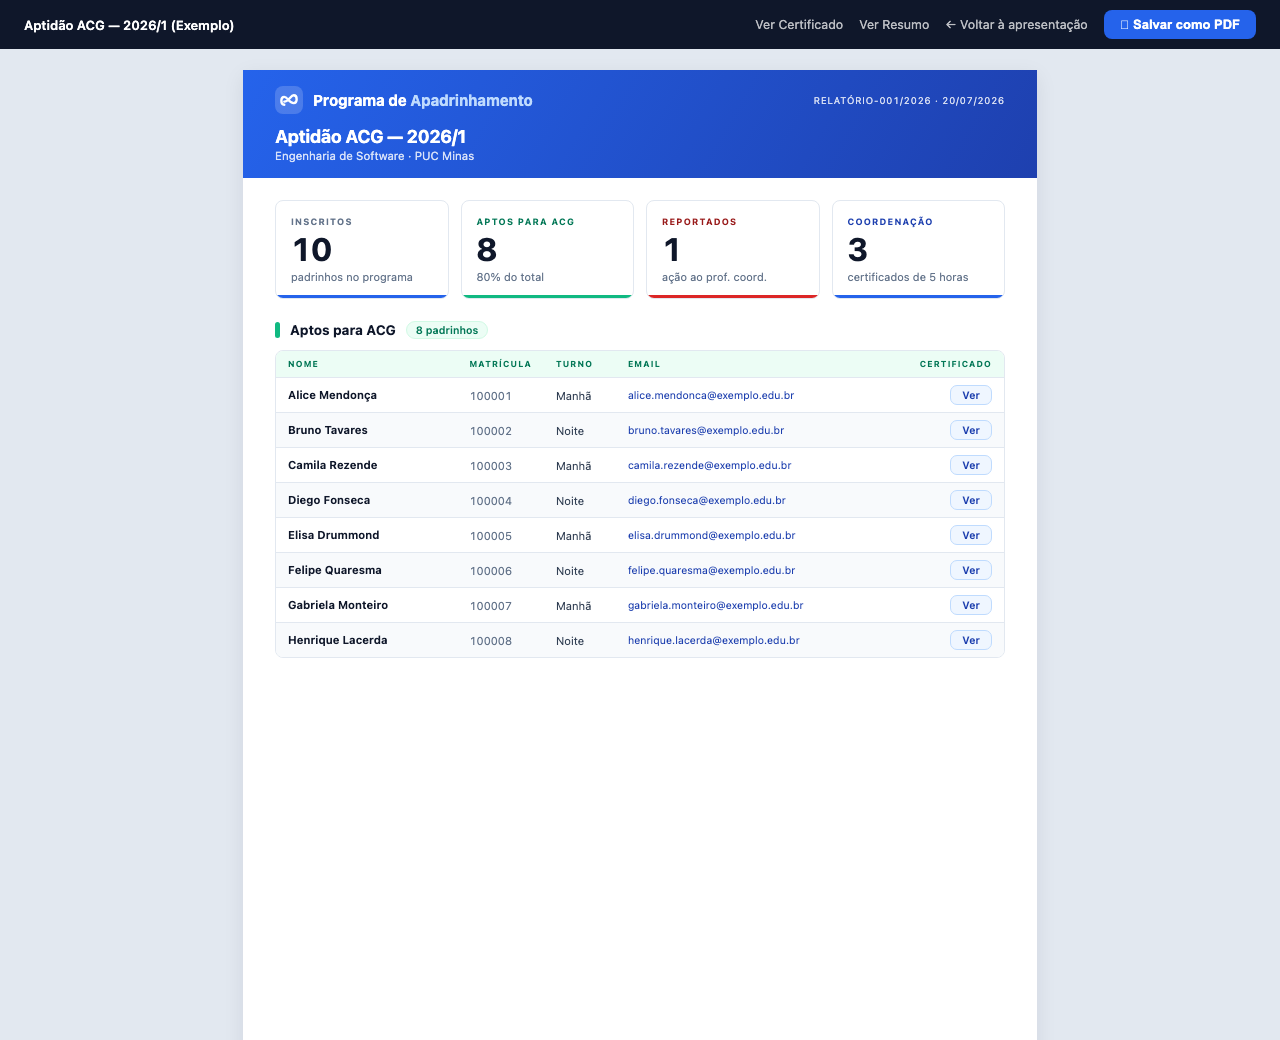 Aptidão ACG — 2026/1 (Exemplo)
Ver Certificado
Ver Resumo
← Voltar à apresentação
Salvar como PDF
Programa de Apadrinhamento
RELATÓRIO-001/2026 · 20/07/2026
Aptidão ACG — 2026/1
Engenharia de Software · PUC Minas
INSCRITOS
10
padrinhos no programa
APTOS PARA ACG
8
80% do total
REPORTADOS
1
ação ao prof. coord.
COORDENAÇÃO
3
certificados de 5 horas
Aptos para ACG
8 padrinhos
NOME MATRÍCULA TURNO EMAIL CERTIFICADO
Alice Mendonça 100001 Manhã alice.mendonca@exemplo.edu.br Ver
Bruno Tavares 100002 Noite bruno.tavares@exemplo.edu.br Ver
Camila Rezende 100003 Manhã camila.rezende@exemplo.edu.br Ver
Diego Fonseca 100004 Noite diego.fonseca@exemplo.edu.br Ver
Elisa Drummond 100005 Manhã elisa.drummond@exemplo.edu.br Ver
Felipe Quaresma 100006 Noite felipe.quaresma@exemplo.edu.br Ver
Gabriela Monteiro 100007 Manhã gabriela.monteiro@exemplo.edu.br Ver
Henrique Lacerda 100008 Noite henrique.lacerda@exemplo.edu.br Ver